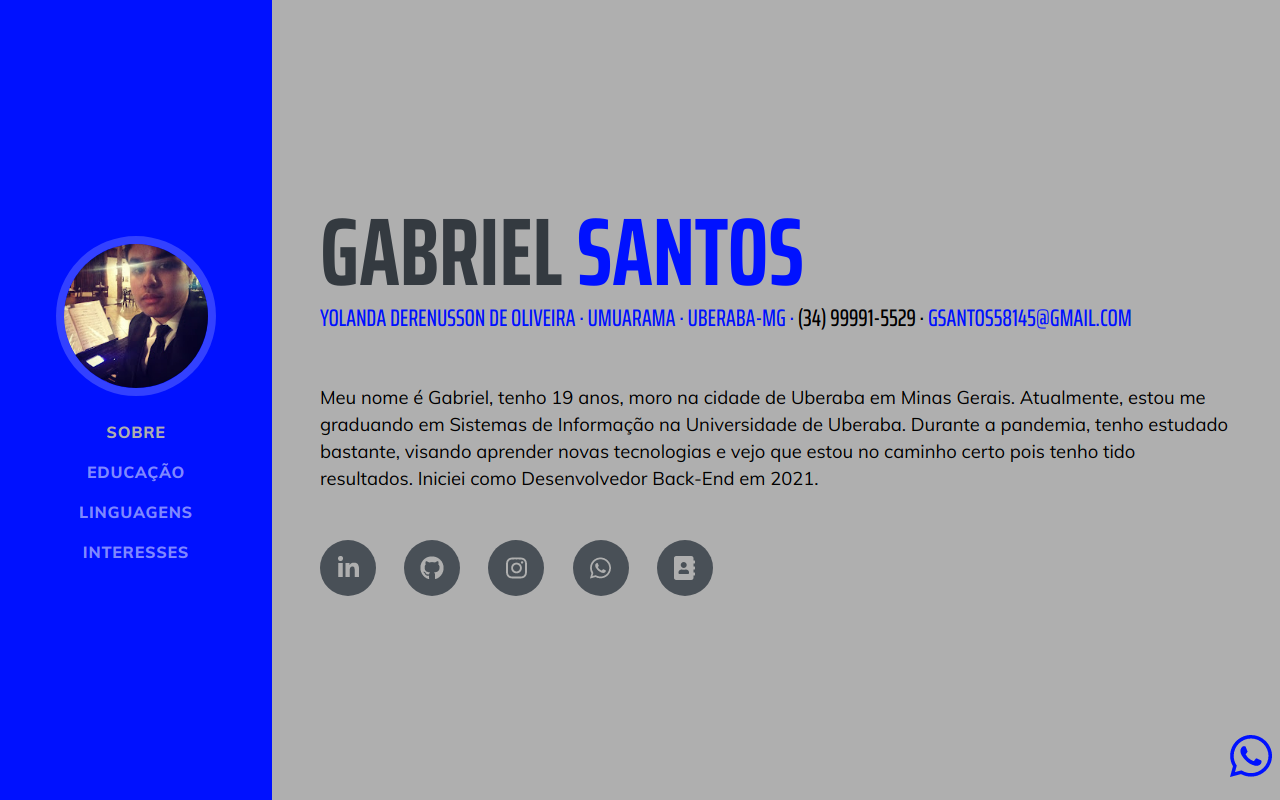 SOBRE
EDUCAÇÃO
LINGUAGENS
INTERESSES
GABRIEL SANTOS
YOLANDA DERENUSSON DE OLIVEIRA · UMUARAMA · UBERABA-MG · (34) 99991-5529 · GSANTOS58145@GMAIL.COM
Meu nome é Gabriel, tenho 19 anos, moro na cidade de Uberaba em Minas Gerais. Atualmente, estou me
graduando em Sistemas de Informação na Universidade de Uberaba. Durante a pandemia, tenho estudado
bastante, visando aprender novas tecnologias e vejo que estou no caminho certo pois tenho tido
resultados. Iniciei como Desenvolvedor Back-End em 2021.